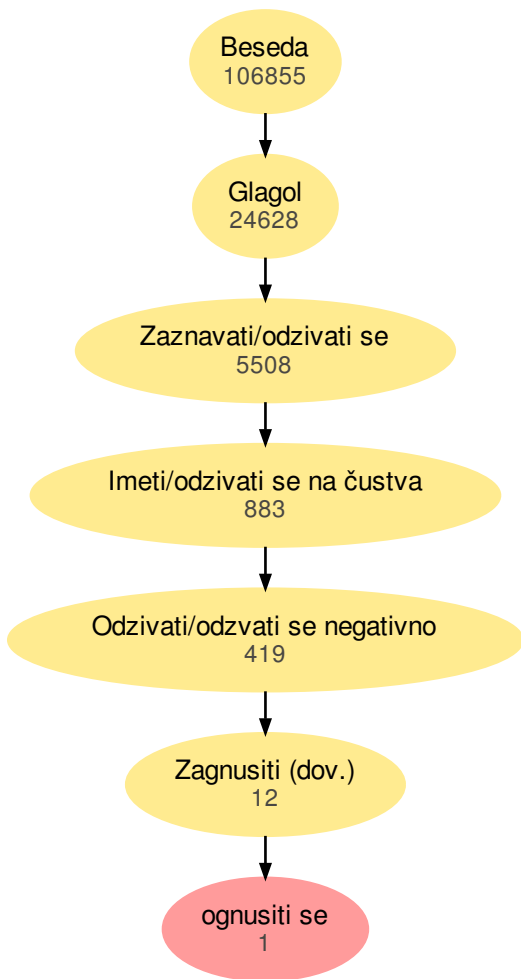 Beseda
106855
Glagol
24628
Zaznavati/odzivati se
5508
Imeti/odzivati se na čustva
883
Odzivati/odzvati se negativno
419
Zagnusiti (dov.)
12
ognusiti se
1